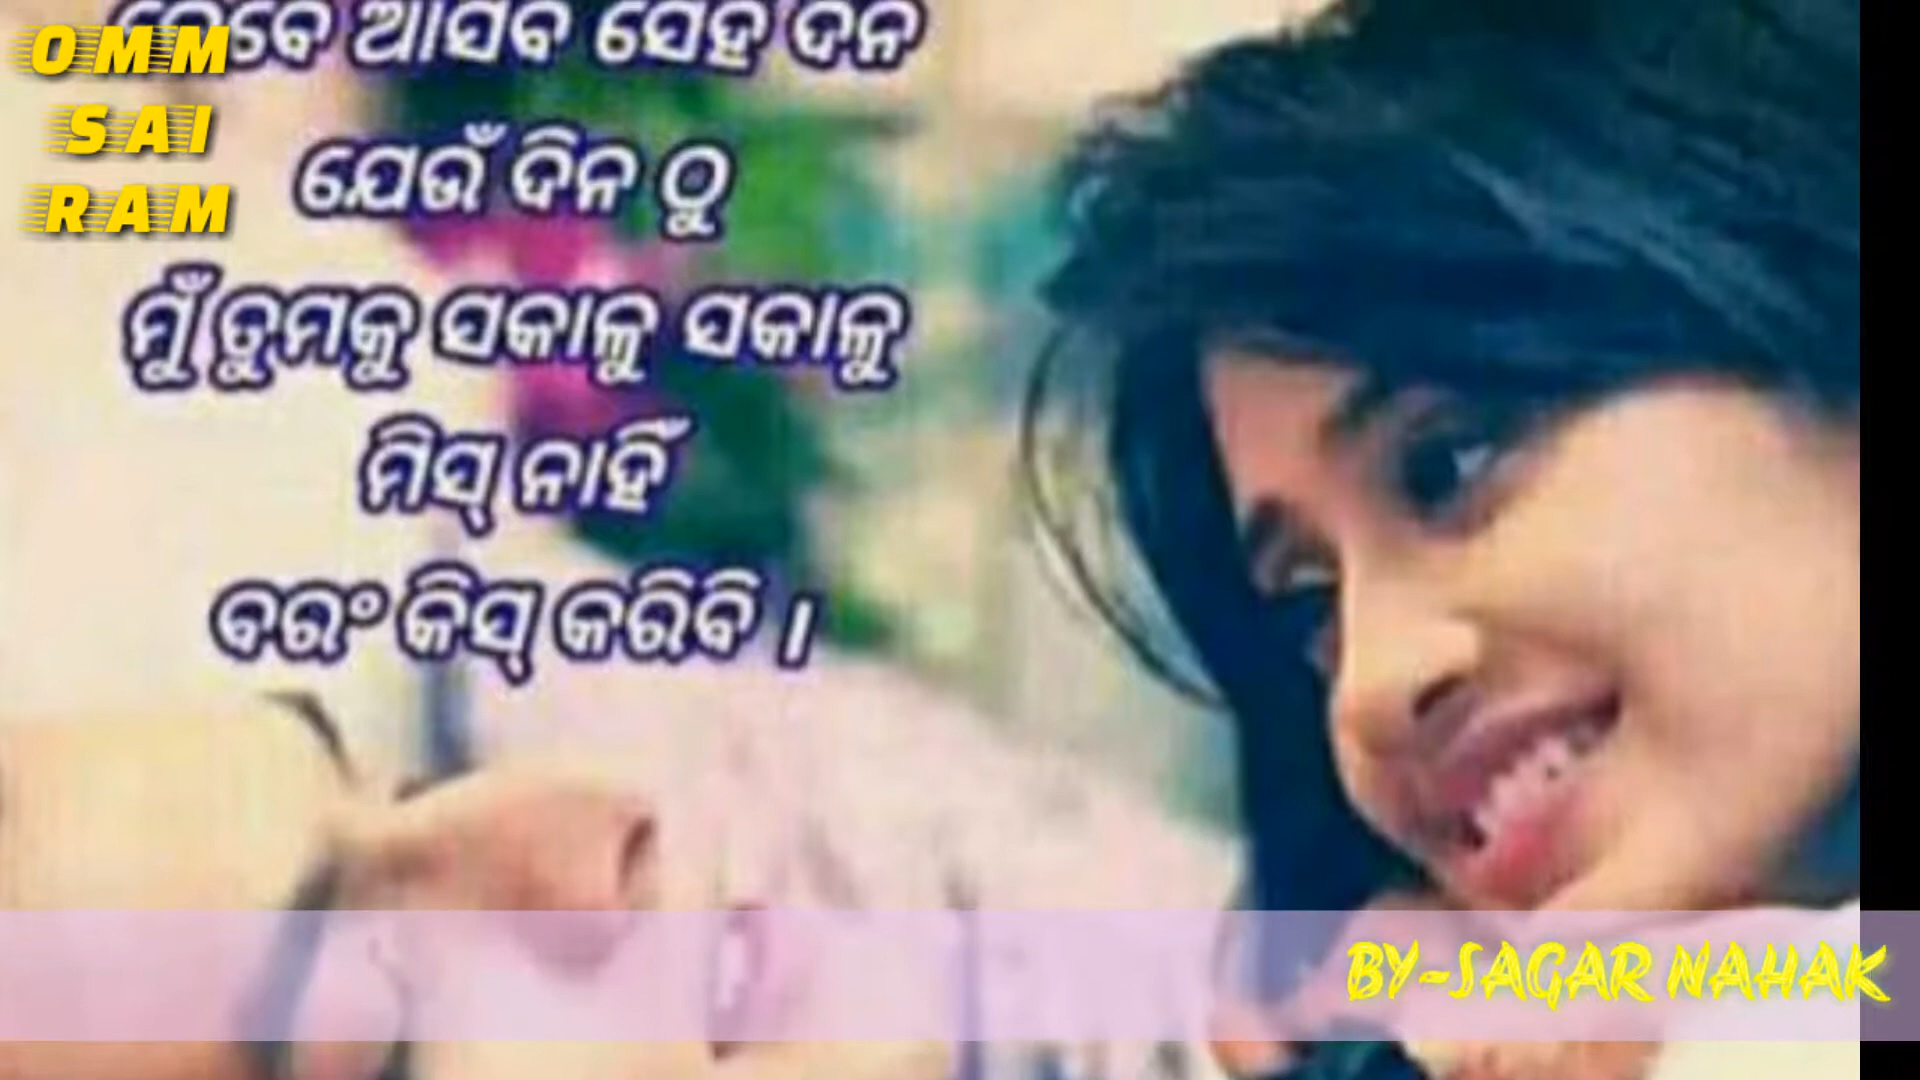 OMM
SAI
RAM
ଆସିବ ସେହି ଦିନ
ଯେଉଁ ଦିନ ଠୁ
ମୁଁ ତୁମକୁ ସକାଳୁ ସକାଳୁ
ମିସ୍ ନାହିଁ
ବରଂ କିସ୍ କରିବି ।
BY-SAGAR NAHAK